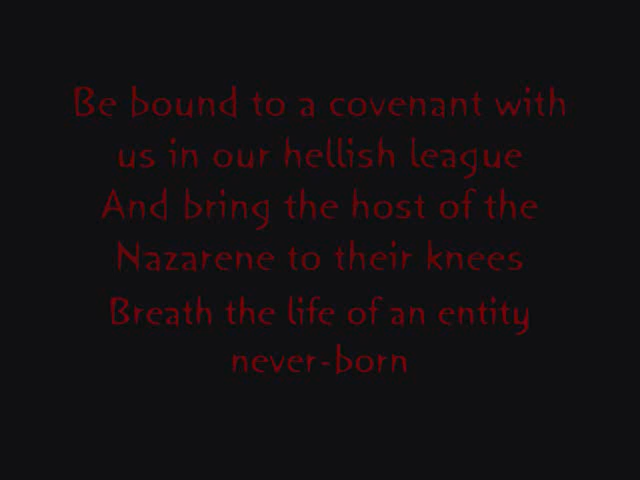 Be bound to a covenant with
us in our hellish league
And bring the host of the
Nazarene to their knees
Breath the life of an entity
never-born